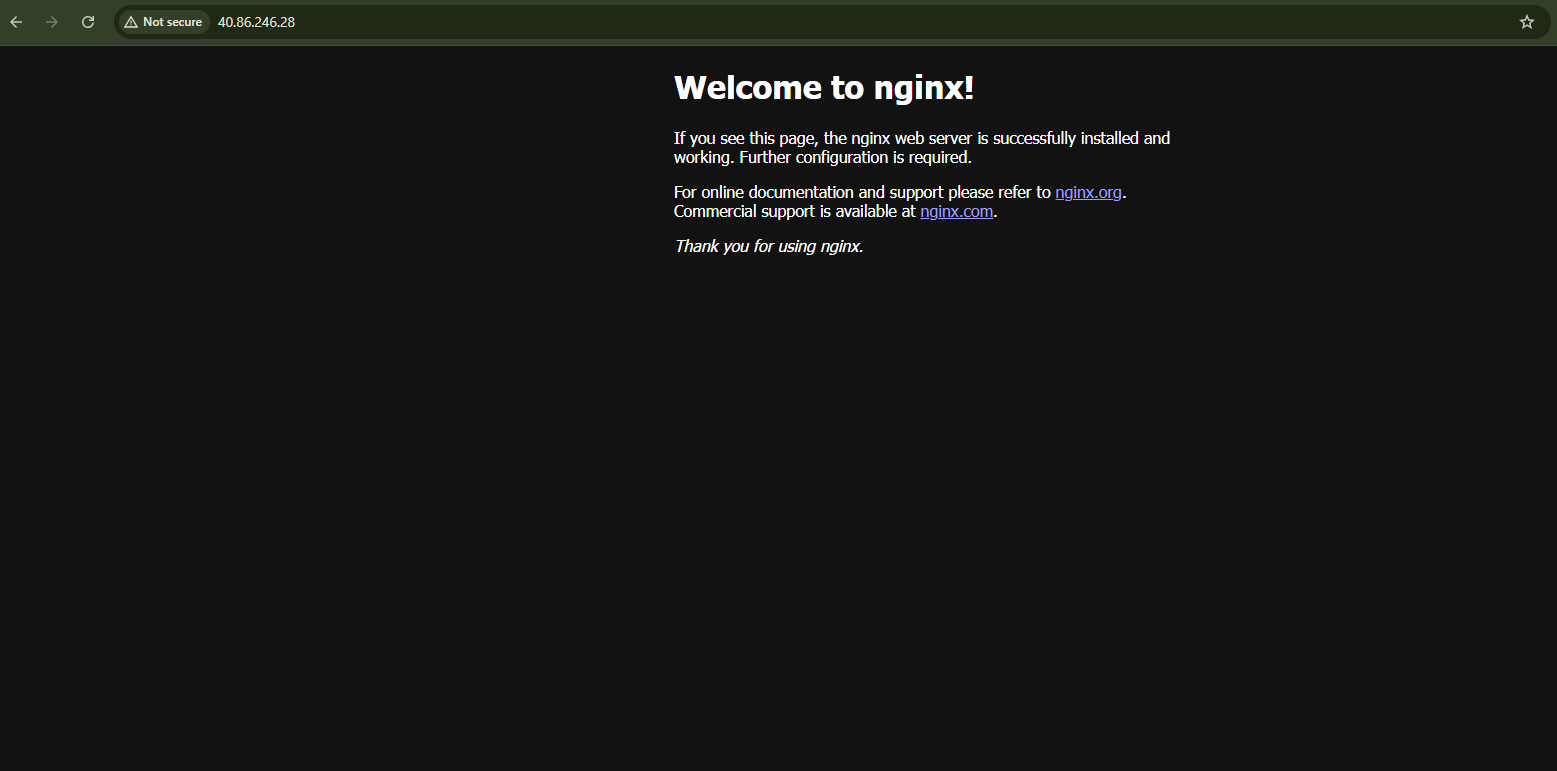 Not secure 40.86.246.28
Welcome to nginx!
If you see this page, the nginx web server is successfully installed and
working. Further configuration is required.
For online documentation and support please refer to nginx.org.
Commercial support is available at nginx.com.
Thank you for using nginx.